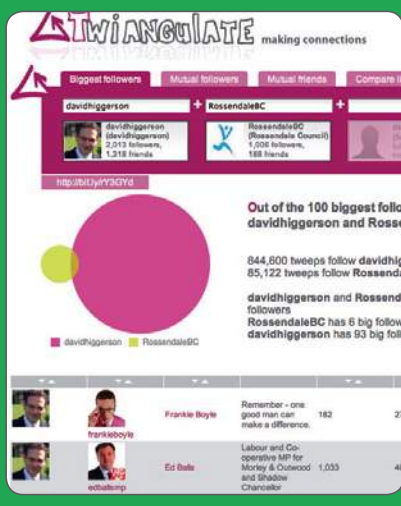 TWIANGULATE making connections
Biggest followers Mutual followers Mutual friends Compare li
davidhiggerson + RossendaleBC +
davidhiggerson
(davidhiggerson)
2,013 followers,
1,318 friends
RossendaleBC
(Rossendale Council)
1,006 followers,
188 friends
http://bit.ly/rY3GYd
Out of the 100 biggest follo
davidhiggerson and Rosse
844,600 tweeps follow davidhig
85,122 tweeps follow Rossenda
davidhiggerson and Rossend
followers
RossendaleBC has 6 big follow
davidhiggerson has 93 big foll
davidhiggerson RossendaleBC
frankieboyle
Frankie Boyle
Remember - one
good man can
make a difference.
182
27
edballsmp
Ed Balls
Labour and Co-
operative MP for
Morley & Outwood
and Shadow
Chancellor
1,033